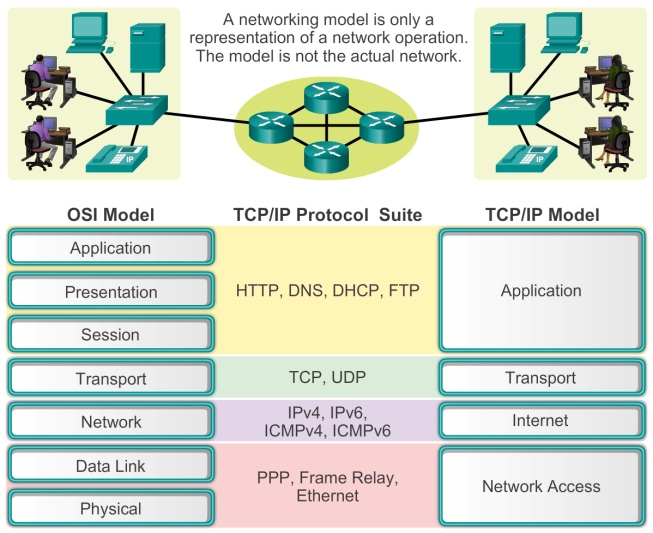 A networking model is only a
representation of a network operation.
The model is not the actual network.
IP
IP
OSI Model
TCP/IP Protocol Suite
TCP/IP Model
Application
Presentation
Session
HTTP, DNS, DHCP, FTP
Application
Transport
TCP, UDP
Transport
Network
IPv4, IPv6,
ICMPv4, ICMPv6
Internet
Data Link
Physical
PPP, Frame Relay,
Ethernet
Network Access